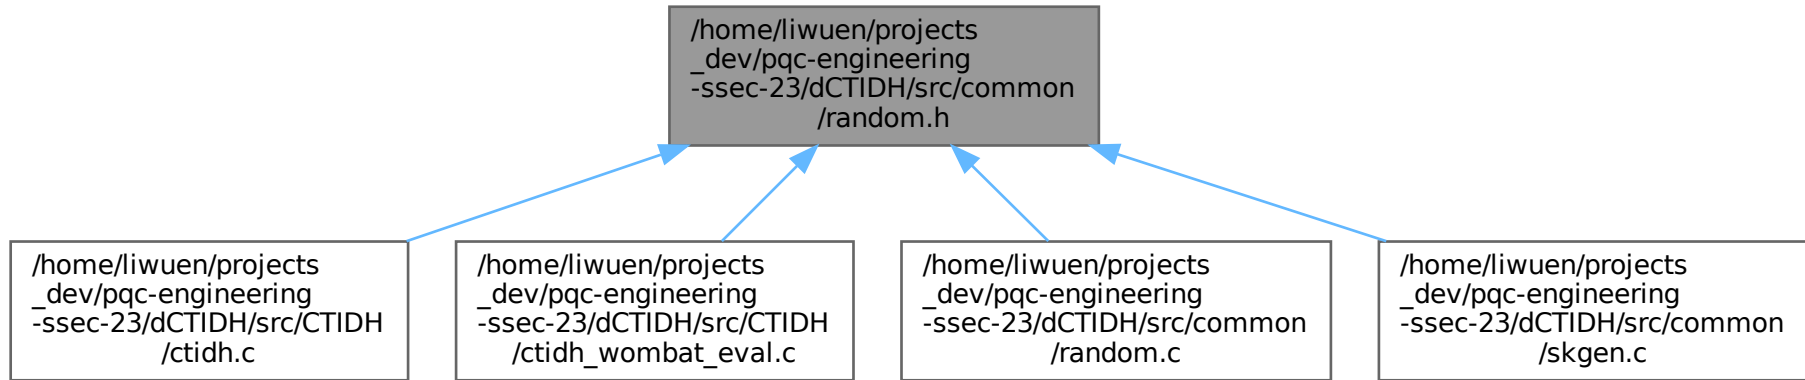 /home/liwuen/projects
_dev/pqc-engineering
-ssec-23/dCTIDH/src/common
/random.h
/home/liwuen/projects
_dev/pqc-engineering
-ssec-23/dCTIDH/src/CTIDH
/ctidh.c
/home/liwuen/projects
_dev/pqc-engineering
-ssec-23/dCTIDH/src/CTIDH
/ctidh_wombat_eval.c
/home/liwuen/projects
_dev/pqc-engineering
-ssec-23/dCTIDH/src/common
/random.c
/home/liwuen/projects
_dev/pqc-engineering
-ssec-23/dCTIDH/src/common
/skgen.c